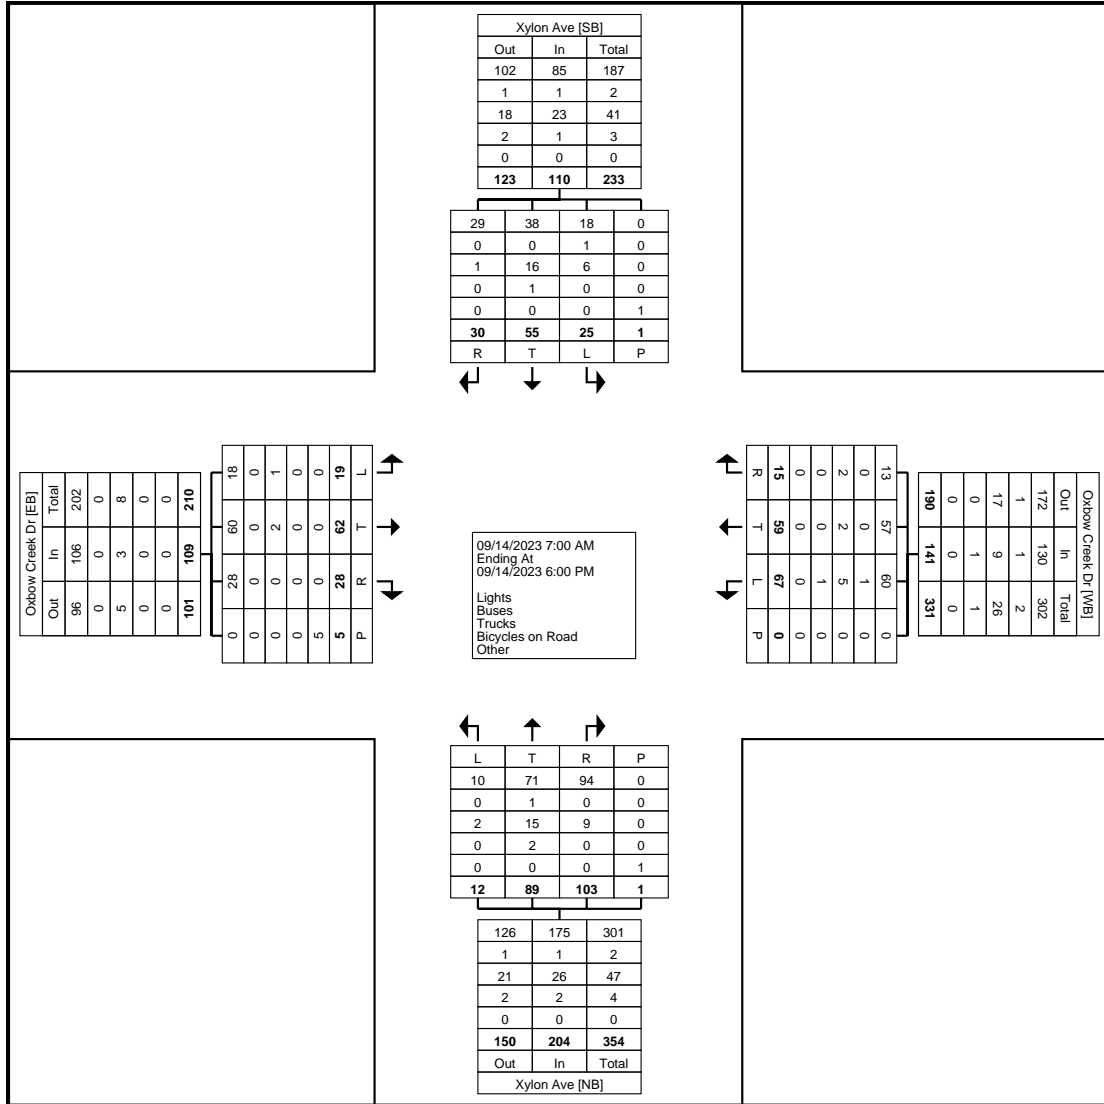 Xylon Ave [SB]
Out In Total
102 85 187
1 1 2
18 23 41
2 1 3
0 0 0
123 110 233
29 38 18 0
0 0 1 0
1 16 6 0
0 1 0 0
0 0 0 1
30 55 25 1
R T L P
Oxbow Creek Dr [EB]
Total 202 0 8 0 0 210
In 106 0 3 0 0 109
Out 96 0 5 0 0 101
18 0 1 0 0 19 L
60 0 2 0 0 62 T
28 0 0 0 0 28 R
0 0 0 0 5 5 P
09/14/2023 7:00 AM
Ending At
09/14/2023 6:00 PM
Lights
Buses
Trucks
Bicycles on Road
Other
R 15 0 0 2 0 13
T 59 0 0 2 0 57
L 67 0 1 5 1 60
P 0 0 0 0 0 0
Oxbow Creek Dr [WB]
Out 172 1 17 0 0 190
In 130 1 9 1 0 141
Total 302 2 26 1 0 331
L T R P
10 71 94 0
0 1 0 0
2 15 9 0
0 2 0 0
0 0 0 1
12 89 103 1
126 175 301
1 1 2
21 26 47
2 2 4
0 0 0
150 204 354
Out In Total
Xylon Ave [NB]